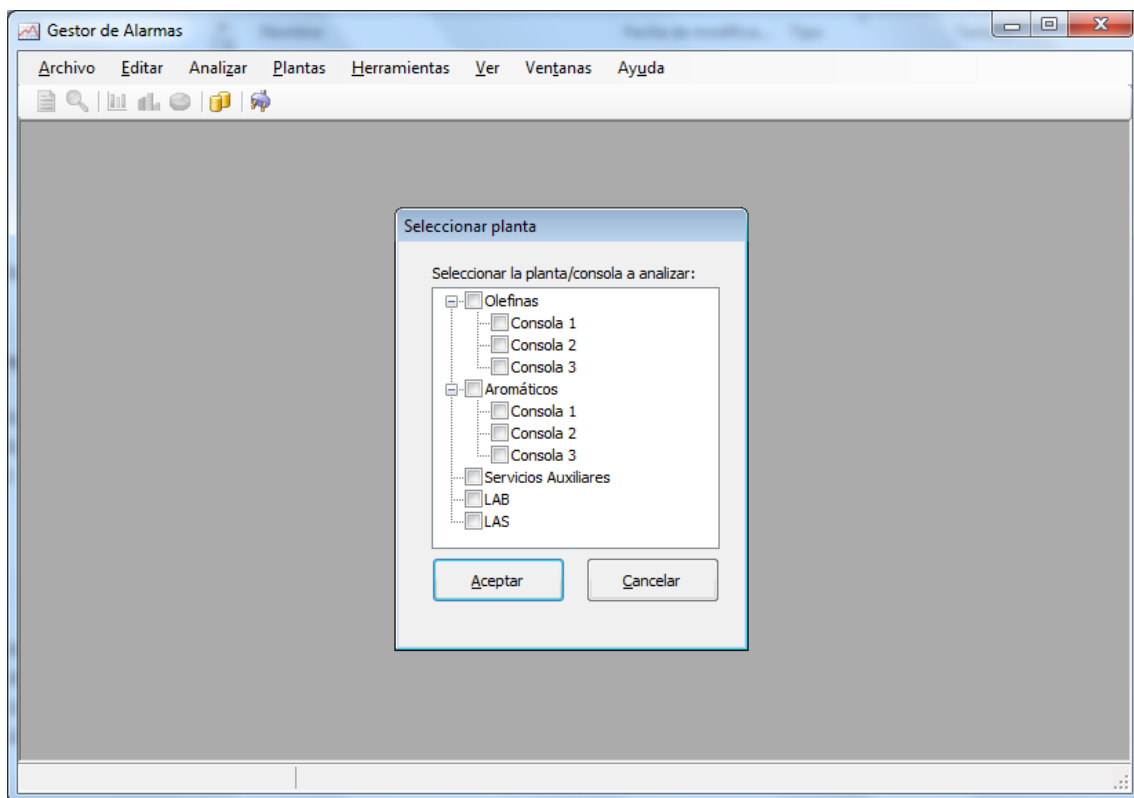 Gestor de Alarmas
Archivo Editar Analizar Plantas Herramientas Ver Ventanas Ayuda
Seleccionar planta
Seleccionar la planta/consola a analizar:
Olefinas
Consola 1
Consola 2
Consola 3
Aromáticos
Consola 1
Consola 2
Consola 3
Servicios Auxiliares
LAB
LAS
Aceptar Cancelar